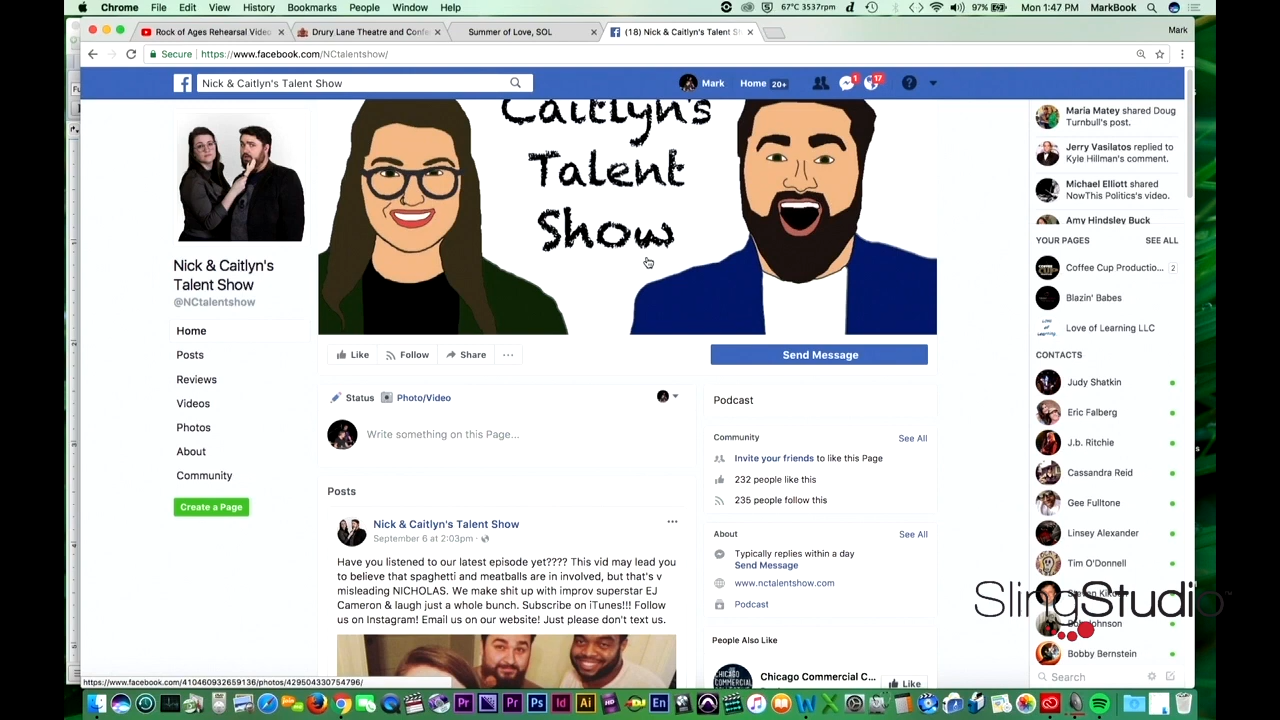 Chrome File Edit View History Bookmarks People Window Help
67°C 3537rpm
97%
Mon 1:47 PM MarkBook
Rock of Ages Rehearsal Video
Drury Lane Theatre and Confe
Summer of Love, SOL
(18) Nick & Caitlyn's Talent S
Mark
Secure https://www.facebook.com/NCtalentshow/
Nick & Caitlyn's Talent Show
Mark Home 20+
1
17
Caitlyn's
Talent
Show
Nick & Caitlyn's
Talent Show
@NCtalentshow
Home
Posts
Reviews
Videos
Photos
About
Community
Create a Page
Like Follow Share ...
Send Message
Status Photo/Video
Write something on this Page...
Posts
Nick & Caitlyn's Talent Show
September 6 at 2:03pm ·
Have you listened to our latest episode yet???? This vid may lead you
to believe that spaghetti and meatballs are in involved, but that's v
misleading NICHOLAS. We make shit up with improv superstar EJ
Cameron & laugh just a whole bunch. Subscribe on iTunes!!! Follow
us on Instagram! Email us on our website! Just please don't text us.
Podcast
Community See All
Invite your friends to like this Page
232 people like this
235 people follow this
About See All
Typically replies within a day
Send Message
www.nctalentshow.com
Podcast
People Also Like
Chicago Commercial C...
Like
Maria Matey shared Doug
Turnbull's post.
Jerry Vasilatos replied to
Kyle Hillman's comment.
Michael Elliott shared
NowThis Politics's video.
Amy Hindsley Buck
YOUR PAGES SEE ALL
Coffee Cup Productio... 2
Blazin' Babes
Love of Learning LLC
CONTACTS
Judy Shatkin
Eric Falberg
J.b. Ritchie
Cassandra Reid
Gee Fulltone
Linsey Alexander
Tim O'Donnell
SlingStudio™
Bob Johnson
Bobby Bernstein
Search
https://www.facebook.com/410460932659136/photos/429504330754796/